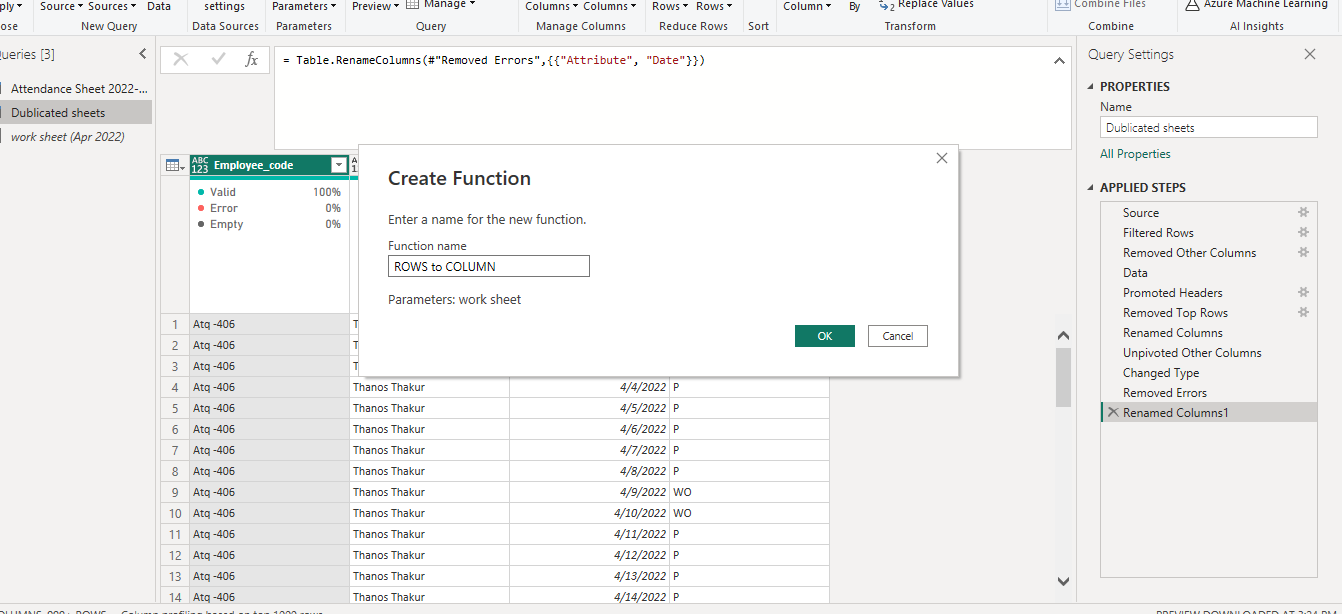 ply Source Sources Data settings Parameters Preview Manage Columns Columns Rows Rows Column By Replace Values Combine Files Azure Machine Learning
ose New Query Data Sources Parameters Query Manage Columns Reduce Rows Sort Transform Combine AI Insights
ueries [3]
Attendance Sheet 2022-...
Dublicated sheets
work sheet (Apr 2022)
fx
= Table.RenameColumns(#"Removed Errors",{{"Attribute", "Date"}})
ABC
123
Employee_code
Valid 100%
Error 0%
Empty 0%
Create Function
Enter a name for the new function.
Function name
ROWS to COLUMN
Parameters: work sheet
OK
Cancel
1 Atq -406 T
2 Atq -406 T
3 Atq -406 T
4 Atq -406 Thanos Thakur 4/4/2022 P
5 Atq -406 Thanos Thakur 4/5/2022 P
6 Atq -406 Thanos Thakur 4/6/2022 P
7 Atq -406 Thanos Thakur 4/7/2022 P
8 Atq -406 Thanos Thakur 4/8/2022 P
9 Atq -406 Thanos Thakur 4/9/2022 WO
10 Atq -406 Thanos Thakur 4/10/2022 WO
11 Atq -406 Thanos Thakur 4/11/2022 P
12 Atq -406 Thanos Thakur 4/12/2022 P
13 Atq -406 Thanos Thakur 4/13/2022 P
14 Atq -406 Thanos Thakur 4/14/2022 P
Query Settings
PROPERTIES
Name
Dublicated sheets
All Properties
APPLIED STEPS
Source
Filtered Rows
Removed Other Columns
Data
Promoted Headers
Removed Top Rows
Renamed Columns
Unpivoted Other Columns
Changed Type
Removed Errors
Renamed Columns1